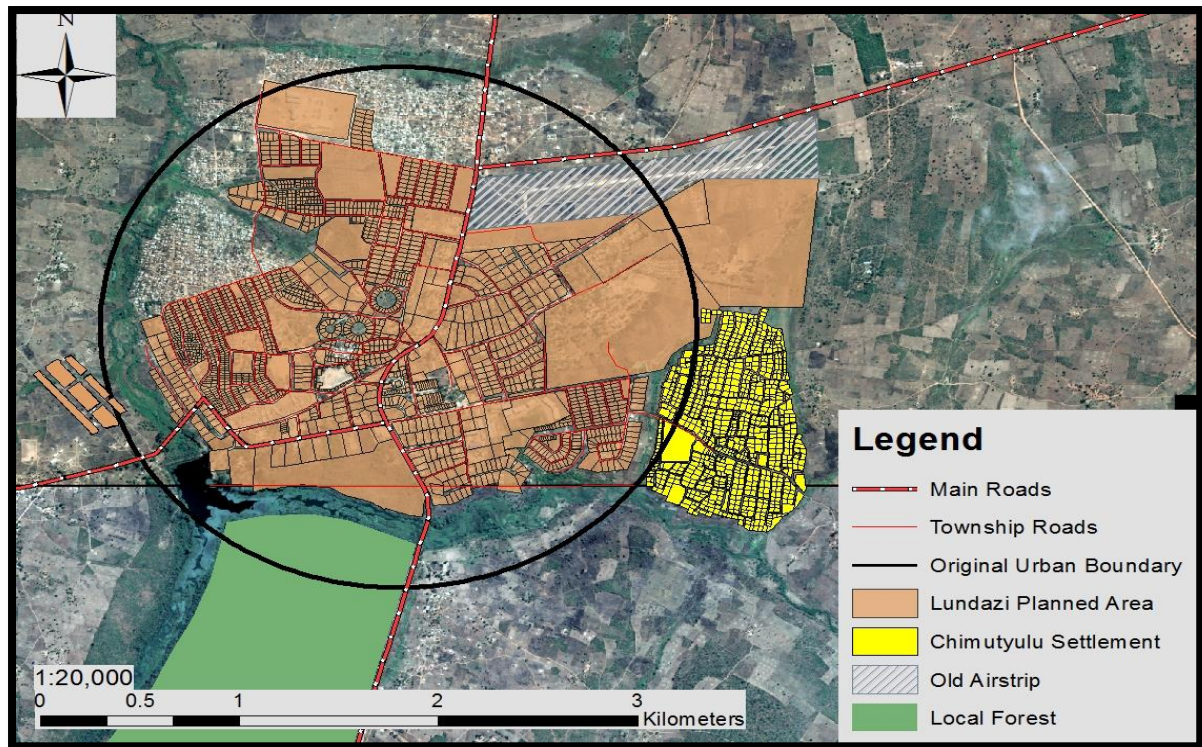 N
Legend
Main Roads
Township Roads
Original Urban Boundary
Lundazi Planned Area
Chimutyulu Settlement
Old Airstrip
Local Forest
1:20,000
0 0.5 1 2 3
Kilometers